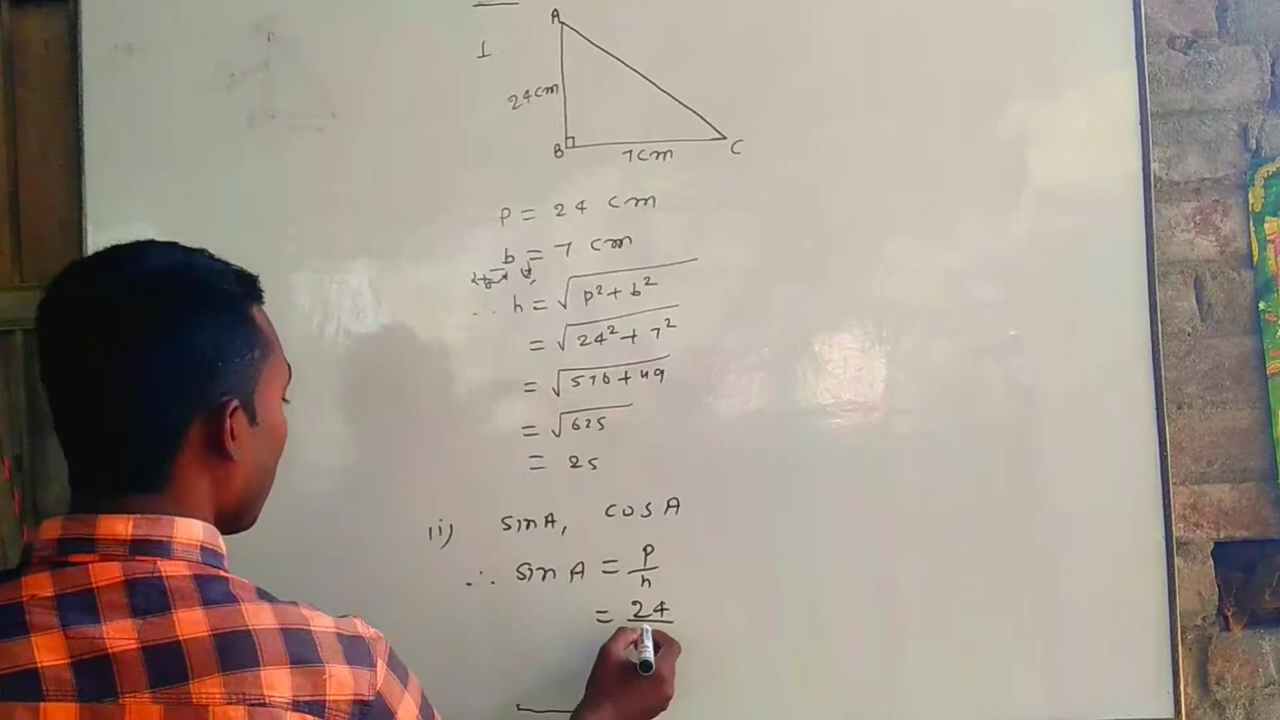 A
1
24cm
B
7cm
C
p = 24 cm
b = 7 cm
∴ h = √p²+b²
= √24²+7²
= √576+49
= √625
= 25
ii) sinA, cosA
∴ sin A = p/h
= 24